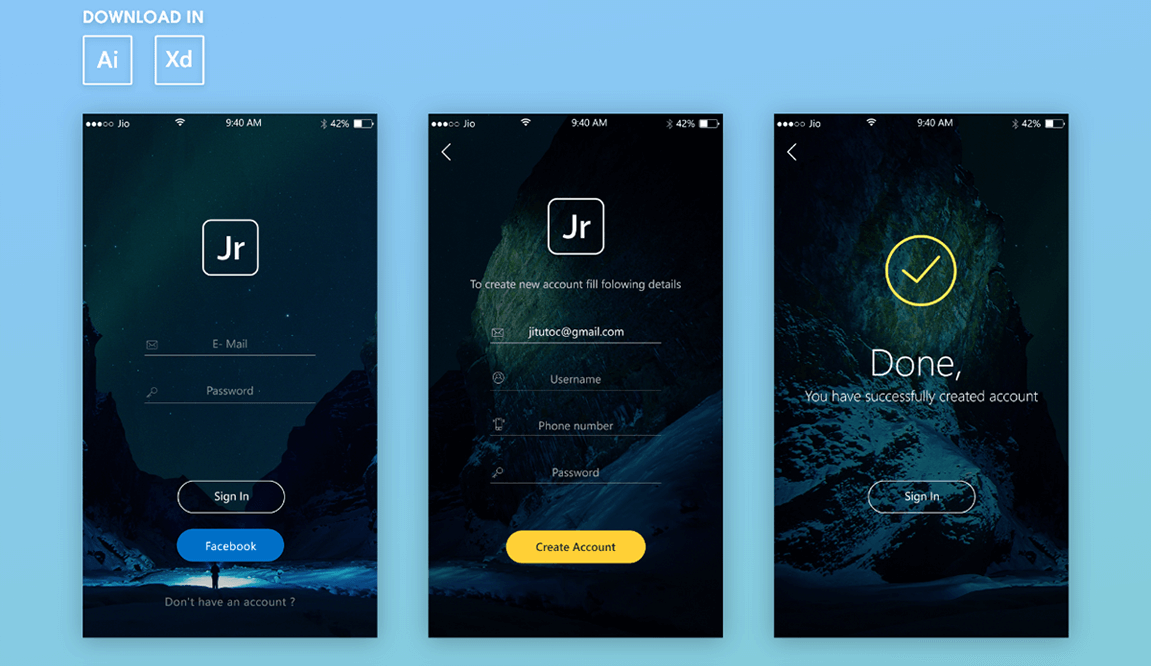 DOWNLOAD IN
Ai Xd
Jio 9:40 AM 42%
Jr
E- Mail
Password
Sign In
Facebook
Don't have an account ?
Jio 9:40 AM 42%
Jr
To create new account fill folowing details
jitutoc@gmail.com
Username
Phone number
Password
Create Account
Jio 9:40 AM 42%
Done,
You have successfully created account
Sign In